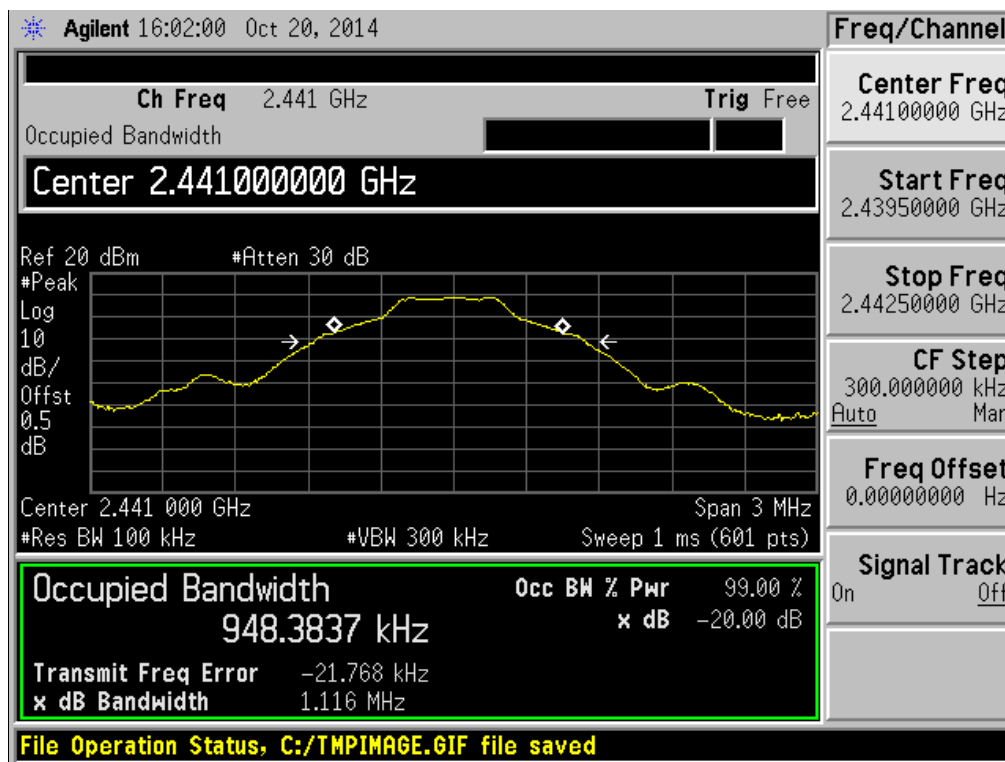 Agilent 16:02:00 Oct 20, 2014
Freq/Channel
Ch Freq 2.441 GHz Trig Free
Occupied Bandwidth
Center 2.441000000 GHz
Ref 20 dBm #Atten 30 dB
#Peak
Log
10
dB/
Offst
0.5
dB
Center 2.441 000 GHz Span 3 MHz
#Res BW 100 kHz #VBW 300 kHz Sweep 1 ms (601 pts)
Occupied Bandwidth Occ BW % Pwr 99.00 %
948.3837 kHz x dB -20.00 dB
Transmit Freq Error -21.768 kHz
x dB Bandwidth 1.116 MHz
Center Freq
2.44100000 GHz
Start Freq
2.43950000 GHz
Stop Freq
2.44250000 GHz
CF Step
300.000000 kHz
Auto Man
Freq Offset
0.00000000 Hz
Signal Track
On Off
File Operation Status, C:/TMPIMAGE.GIF file saved